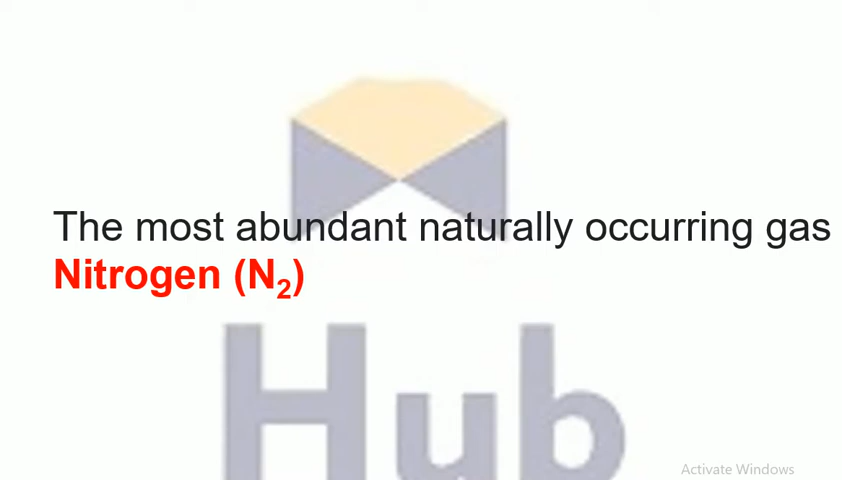 The most abundant naturally occurring gas
Nitrogen (N₂)
Hub
Activate Windows